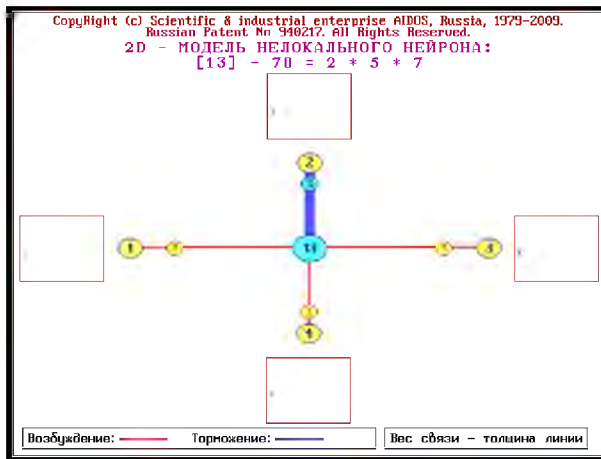 CopyRight (c) Scientific & industrial enterprise AIDOS, Russia, 1979-2009.
Russian Patent No 940217. All Rights Reserved.
2D - МОДЕЛЬ НЕЛОКАЛЬНОГО НЕЙРОНА:
[13] - 70 = 2 * 5 * 7
2
1
13
3
4
Возбуждение:
Торможение:
Вес связи - толщина линии